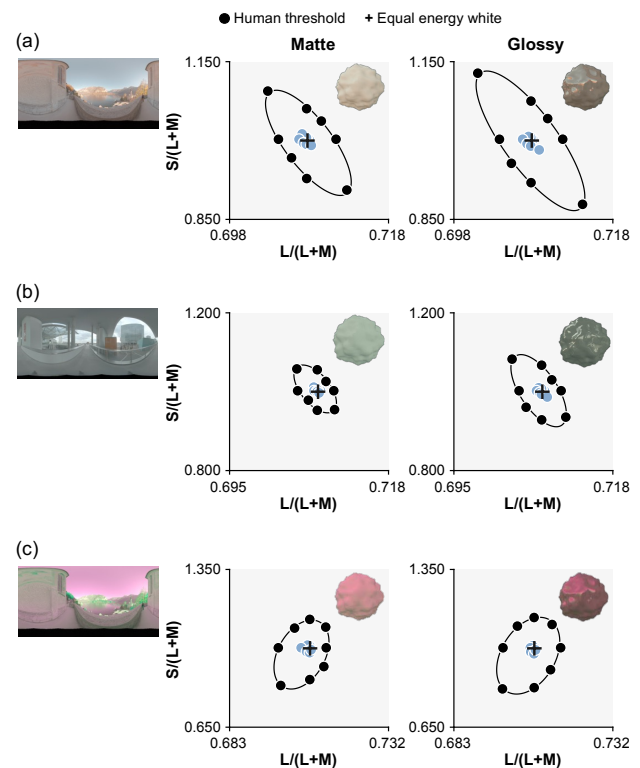 ● Human threshold + Equal energy white
(a)
Matte
Glossy
1.150
1.150
S/(L+M)
0.850
0.850
0.698
0.718
0.698
0.718
L/(L+M)
L/(L+M)
(b)
1.200
1.200
S/(L+M)
0.800
0.800
0.695
0.718
0.695
0.718
L/(L+M)
L/(L+M)
(c)
1.350
1.350
S/(L+M)
0.650
0.650
0.683
0.732
0.683
0.732
L/(L+M)
L/(L+M)